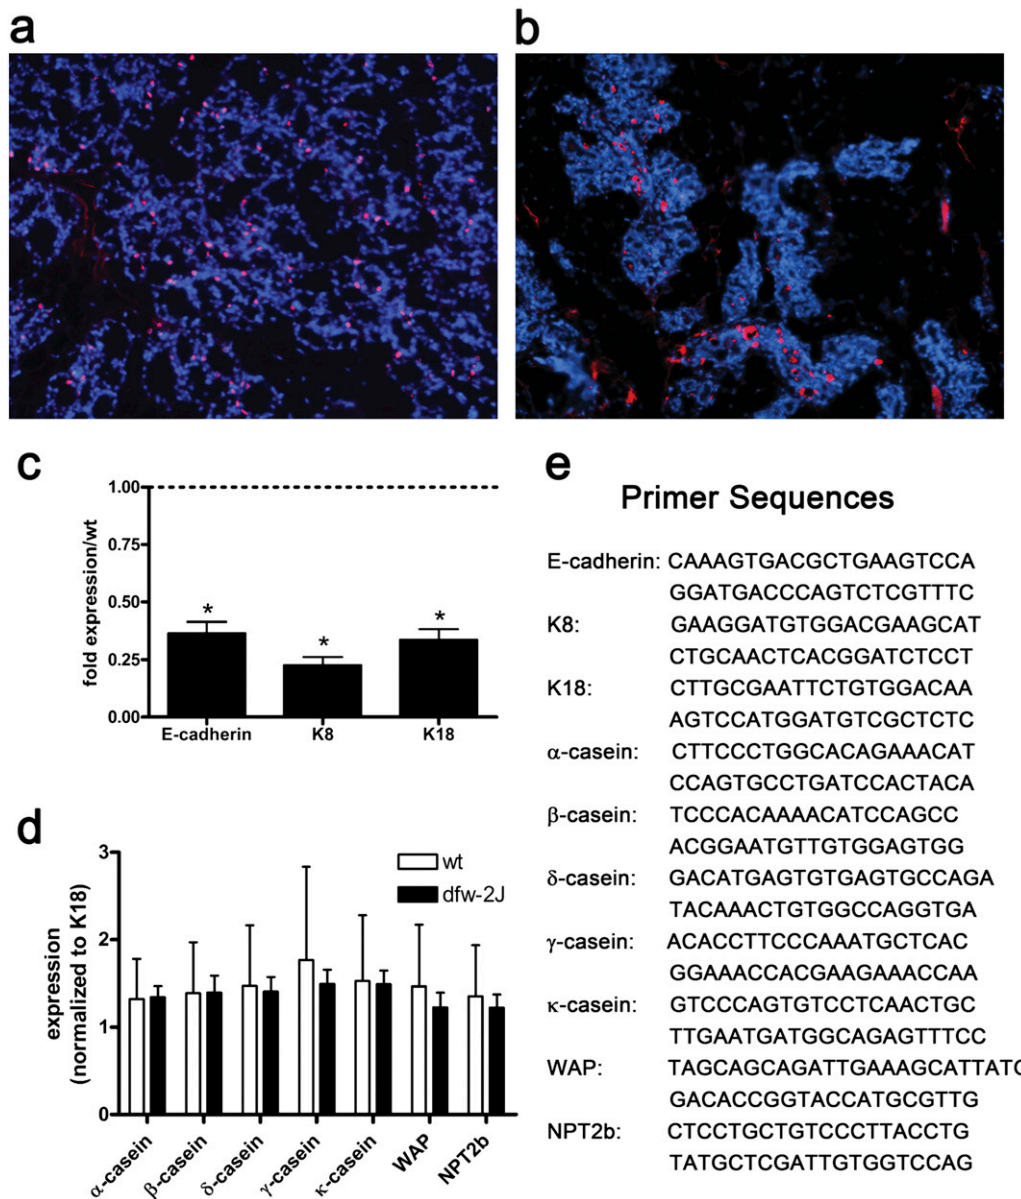 a
b
c
fold expression/wt
1.00
0.75
0.50
0.25
0.00
*
*
*
E-cadherin
K8
K18
d
expression
(normalized to K18)
3
2
1
0
wt
dfw-2J
α-casein
β-casein
δ-casein
γ-casein
κ-casein
WAP
NPT2b
e
Primer Sequences
E-cadherin: CAAAGTGACGCTGAAGTCCA
GGATGACCCAGTCTCGTTTC
K8: GAAGGATGTGGACGAAGCAT
CTGCAACTCACGGATCTCCT
K18: CTTGCGAATTCTGTGGACAA
AGTCCATGGATGTCGCTCTC
α-casein: CTTCCCTGGCACAGAAACAT
CCAGTGCCTGATCCACTACA
β-casein: TCCCACAAAACATCCAGCC
ACGGAATGTTGTGGAGTGG
δ-casein: GACATGAGTGTGAGTGCCAGA
TACAAACTGTGGCCAGGTGA
γ-casein: ACACCTTCCCAAATGCTCAC
GGAAACCACGAAGAAACCAA
κ-casein: GTCCCAGTGTCCTCAACTGC
TTGAATGATGGCAGAGTTTCC
WAP: TAGCAGCAGATTGAAAGCATTATG
GACACCGGTACCATGCGTTG
NPT2b: CTCCTGCTGTCCCTTACCTG
TATGCTCGATTGTGGTCCAG